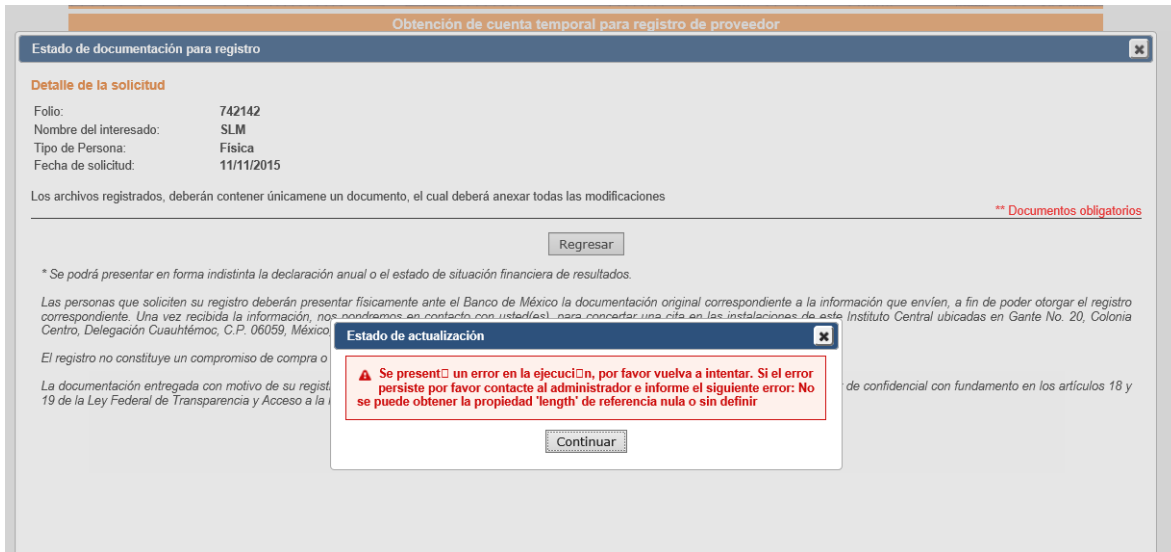 Obtención de cuenta temporal para registro de proveedor
Estado de documentación para registro
Detalle de la solicitud
Folio: 742142
Nombre del interesado: SLM
Tipo de Persona: Física
Fecha de solicitud: 11/11/2015
Los archivos registrados, deberán contener únicamene un documento, el cual deberá anexar todas las modificaciones
** Documentos obligatorios
Regresar
* Se podrá presentar en forma indistinta la declaración anual o el estado de situación financiera de resultados.
Las personas que soliciten su registro deberán presentar físicamente ante el Banco de México la documentación original correspondiente a la información que envíen, a fin de poder otorgar el registro
correspondiente. Una vez recibida la información, nos pondremos en contacto con usted(es), para concertar una cita en las instalaciones de este Instituto Central ubicadas en Gante No. 20, Colonia
Centro, Delegación Cuauhtémoc, C.P. 06059, México
El registro no constituye un compromiso de compra o
La documentación entregada con motivo de su regist
de confidencial con fundamento en los artículos 18 y
19 de la Ley Federal de Transparencia y Acceso a la
Estado de actualización
Se present□ un error en la ejecuci□n, por favor vuelva a intentar. Si el error
persiste por favor contacte al administrador e informe el siguiente error: No
se puede obtener la propiedad 'length' de referencia nula o sin definir
Continuar